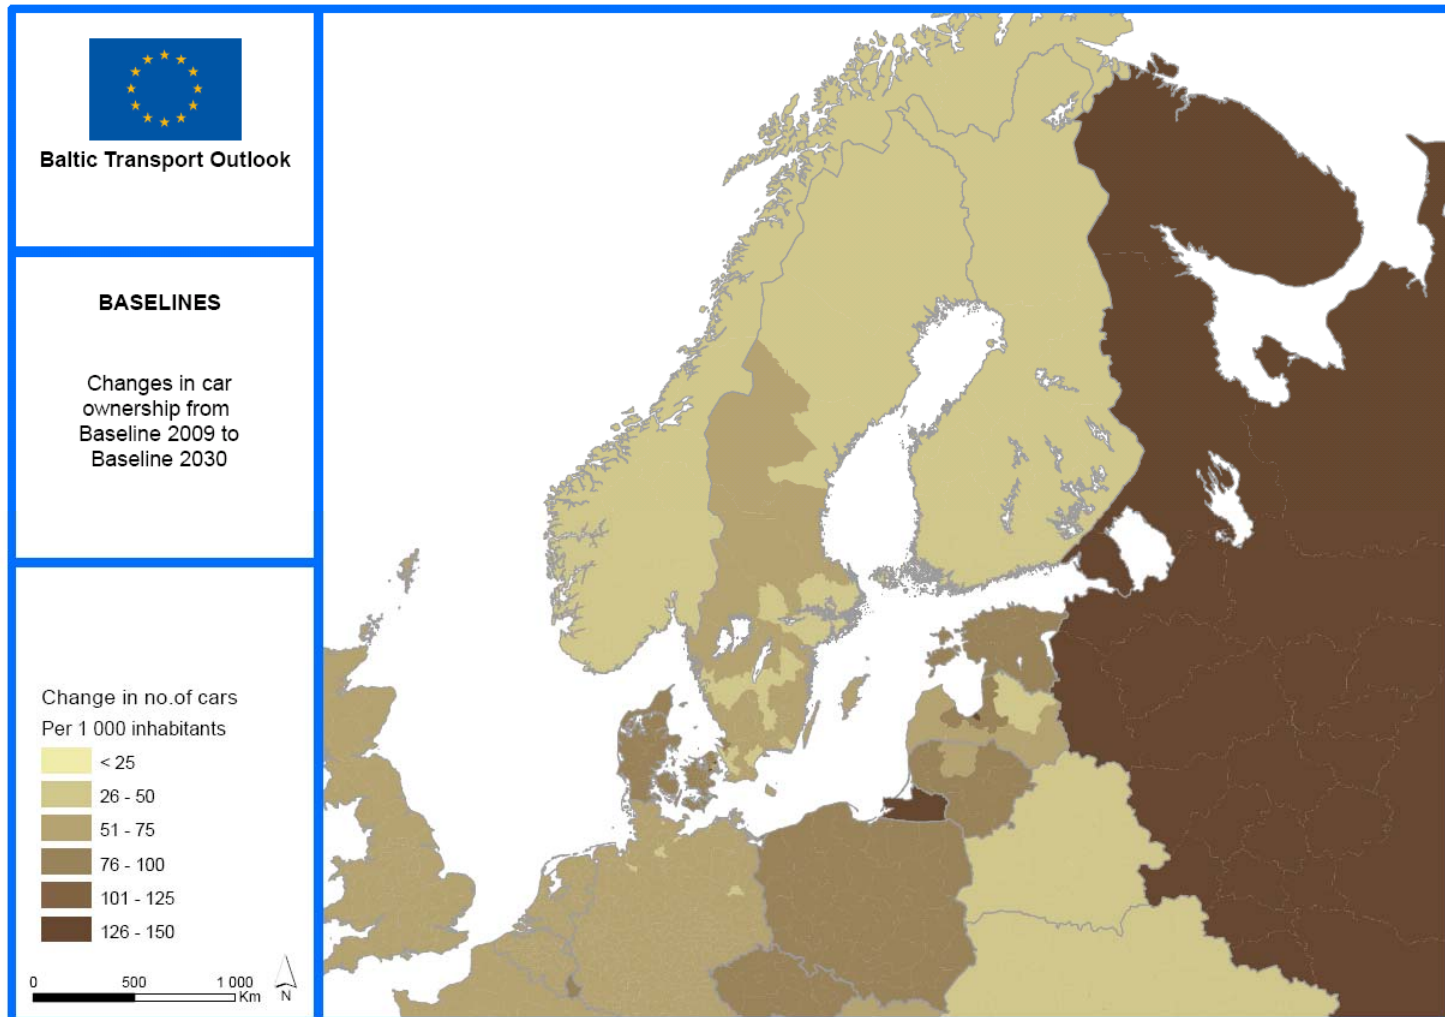 Baltic Transport Outlook
BASELINES
Changes in car
ownership from
Baseline 2009 to
Baseline 2030
Change in no.of cars
Per 1 000 inhabitants
< 25
26 - 50
51 - 75
76 - 100
101 - 125
126 - 150
0 500 1 000
Km
N